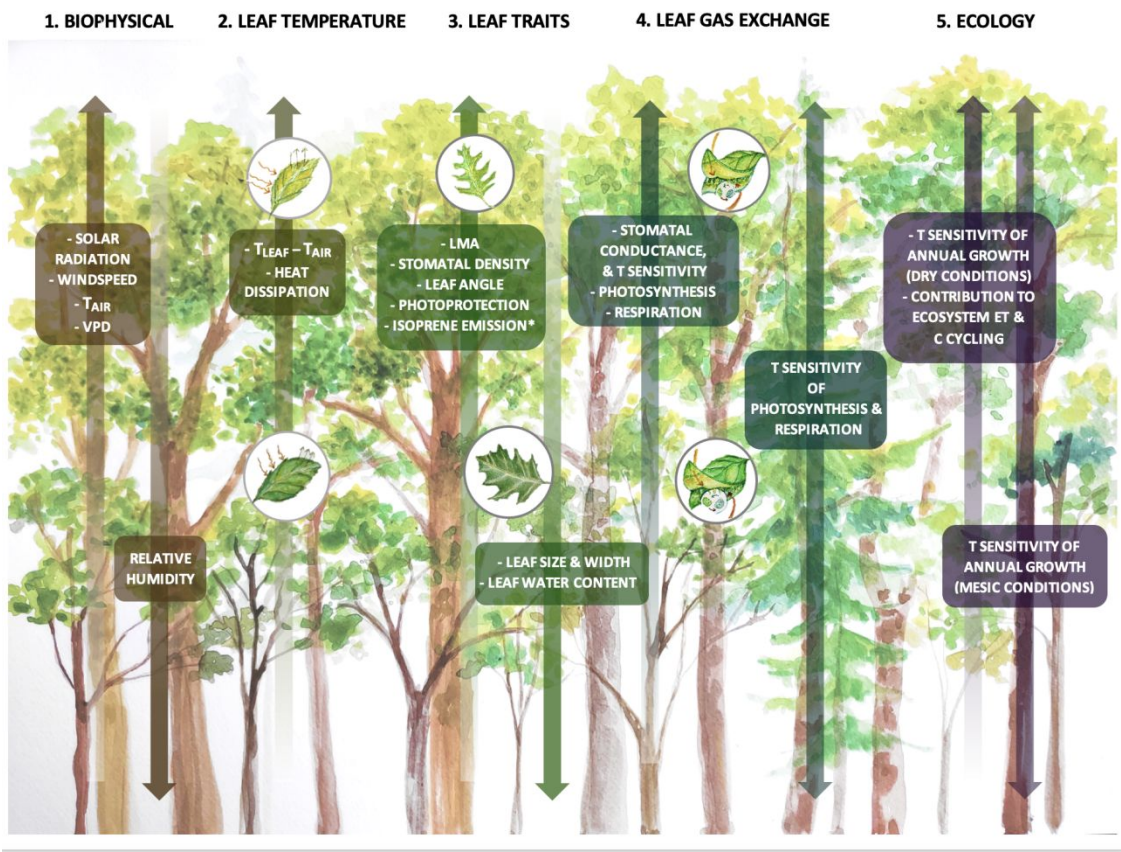 1. BIOPHYSICAL
2. LEAF TEMPERATURE
3. LEAF TRAITS
4. LEAF GAS EXCHANGE
5. ECOLOGY
- SOLAR
RADIATION
- WINDSPEED
- TAIR
- VPD
RELATIVE
HUMIDITY
- TLEAF – TAIR
- HEAT
DISSIPATION
- LMA
- STOMATAL DENSITY
- LEAF ANGLE
- PHOTOPROTECTION
- ISOPRENE EMISSION*
- LEAF SIZE & WIDTH
- LEAF WATER CONTENT
- STOMATAL
CONDUCTANCE,
& T SENSITIVITY
- PHOTOSYNTHESIS
- RESPIRATION
T SENSITIVITY
OF
PHOTOSYNTHESIS &
RESPIRATION
- T SENSITIVITY OF
ANNUAL GROWTH
(DRY CONDITIONS)
- CONTRIBUTION TO
ECOSYSTEM ET &
C CYCLING
T SENSITIVITY OF
ANNUAL GROWTH
(MESIC CONDITIONS)